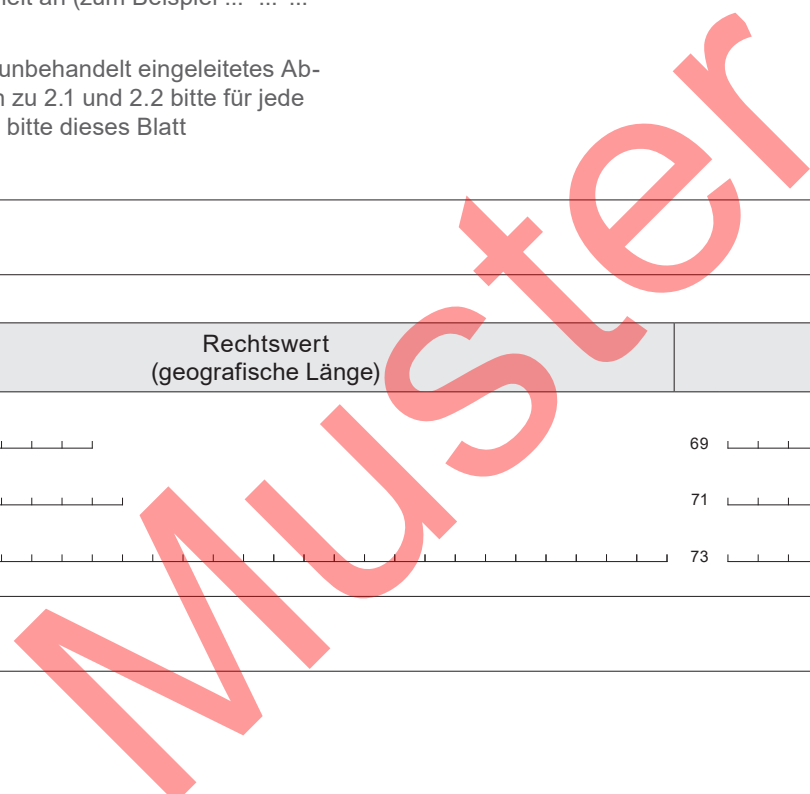 an (zum Beispiel ...° ...' ...
unbehandelt eingeleitetes Ab-
zu 2.1 und 2.2 bitte für jede
bitte dieses Blatt
Rechtswert
(geografische Länge)
69
71
73
Muster